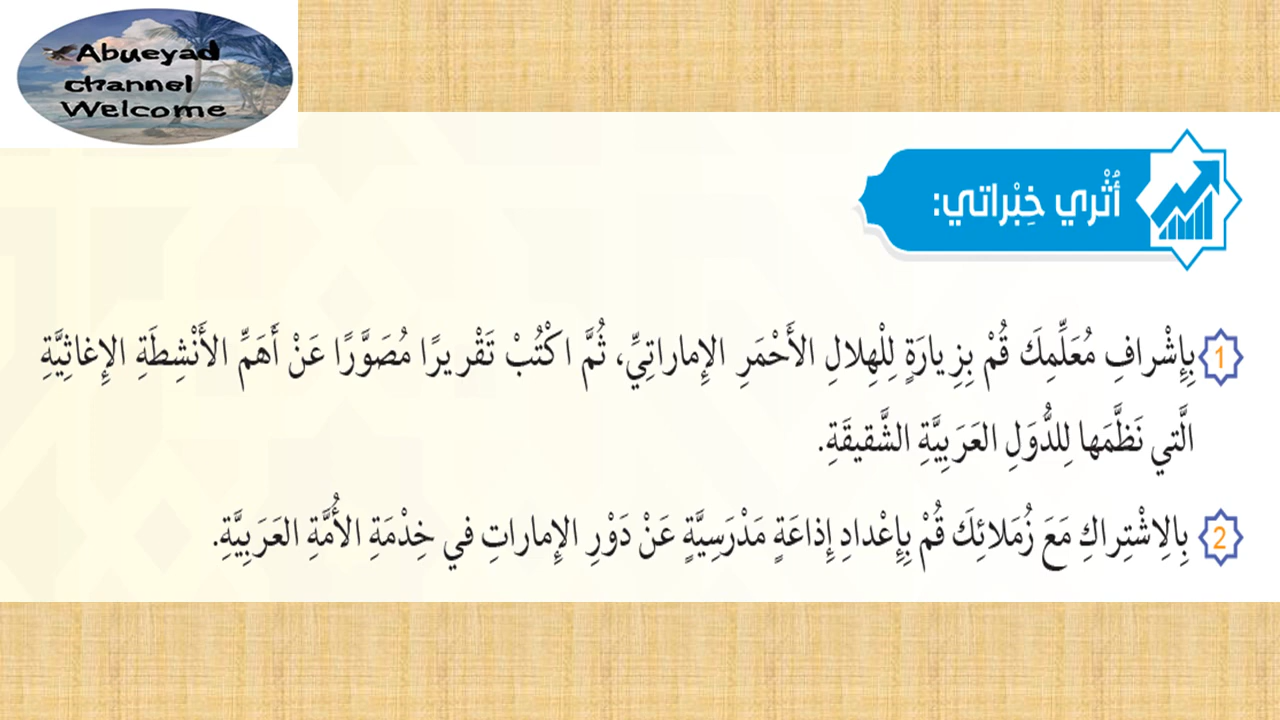 Abueyad
channel
Welcome
أُثْري خِبْراتي:
1 بِإِشْرافِ مُعَلِّمِكَ قُمْ بِزِيارَةٍ لِلْهِلالِ الأَحْمَرِ الإِماراتِيِّ، ثُمَّ اكْتُبْ تَقْريرًا مُصَوَّرًا عَنْ أَهَمِّ الأَنْشِطَةِ الإِغاثِيَّةِ
الَّتي نَظَّمَها لِلدُّوَلِ العَرَبِيَّةِ الشَّقيقَةِ.
2 بِالِاشْتِراكِ مَعَ زُمَلائِكَ قُمْ بِإِعْدادِ إِذاعَةٍ مَدْرَسِيَّةٍ عَنْ دَوْرِ الإِماراتِ في خِدْمَةِ الأُمَّةِ العَرَبِيَّةِ.